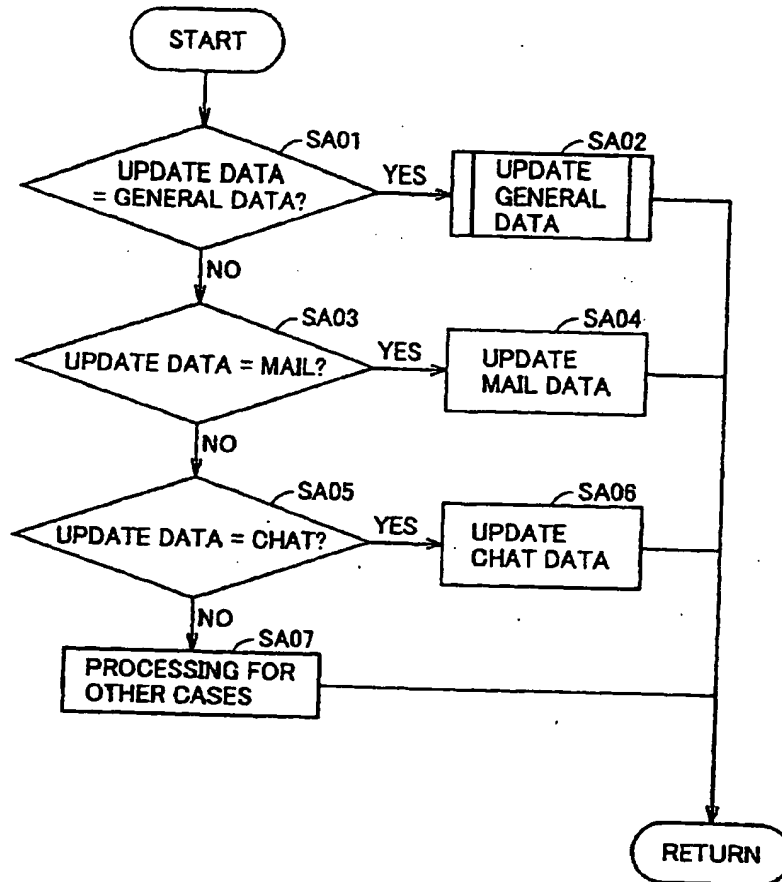 START
SA01
UPDATE DATA
= GENERAL DATA?
YES
SA02
UPDATE
GENERAL
DATA
NO
SA03
UPDATE DATA = MAIL?
YES
SA04
UPDATE
MAIL DATA
NO
SA05
UPDATE DATA = CHAT?
YES
SA06
UPDATE
CHAT DATA
NO
SA07
PROCESSING FOR
OTHER CASES
RETURN